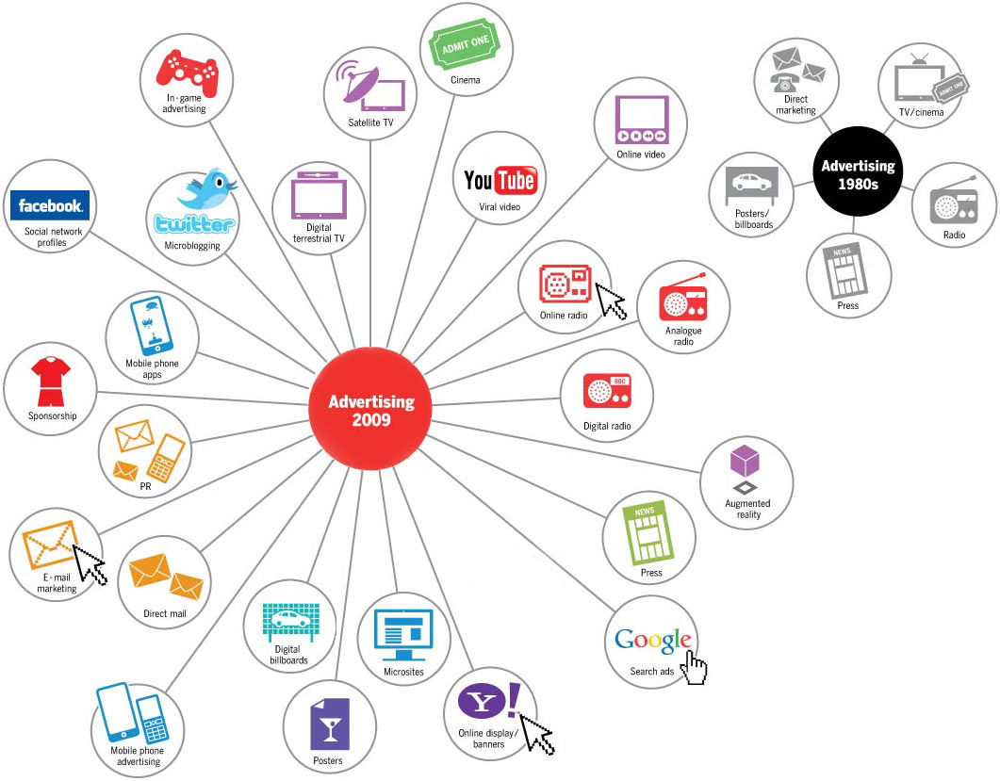 ADMIT ONE
Cinema
In-game
advertising
Satellite TV
Online video
Direct
marketing
ADMIT ONE
TV/cinema
Advertising
1980s
Posters/
billboards
Radio
NEWS
Press
facebook.
Social network
profiles
twitter
Microblogging
Digital
terrestrial TV
You Tube
Viral video
Online radio
Analogue
radio
Mobile phone
apps
Sponsorship
Advertising
2009
BBC
Digital radio
PR
Augmented
reality
E-mail
marketing
Direct mail
NEWS
Press
Digital
billboards
Microsites
Google
Search ads
Mobile phone
advertising
Posters
Y!
Online display/
banners